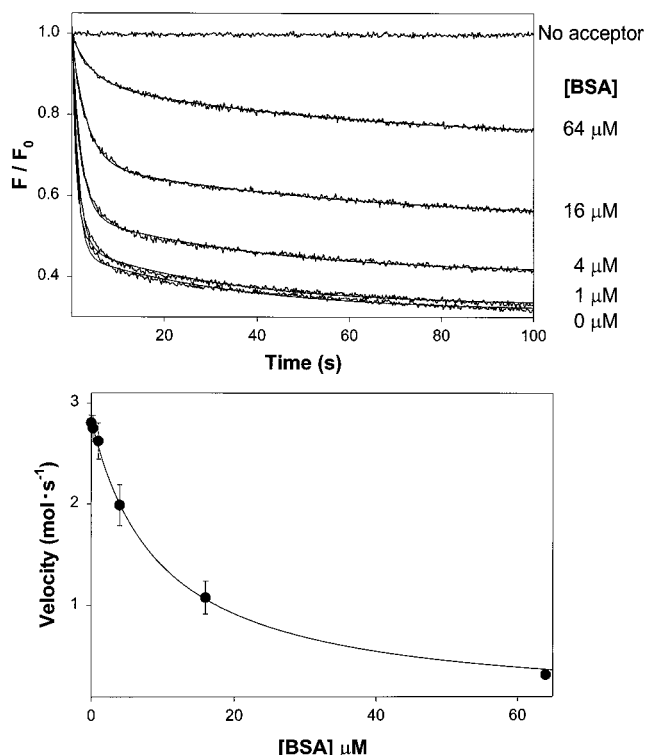 1.0
No acceptor
[BSA]
0.8
64 μM
F / F0
0.6
16 μM
4 μM
0.4
1 μM
0 μM
20
40
60
80
100
Time (s)
3
2
1
Velocity (mol·s-1)
0
20
40
60
[BSA] μM